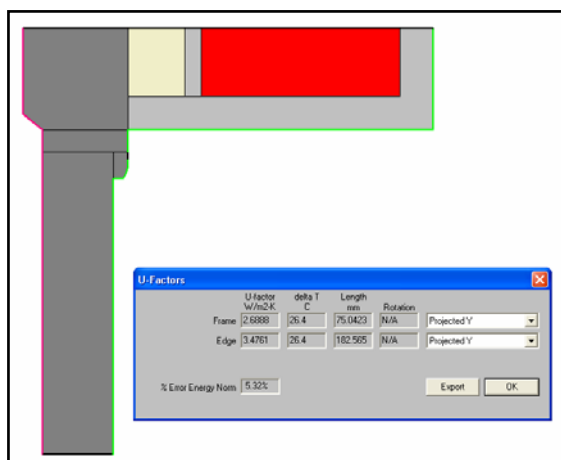 U-Factors
U-factor delta T Length
W/m2-K C mm Rotation
Frame 2.6888 26.4 75.0423 N/A Projected Y
Edge 3.4761 26.4 182.565 N/A Projected Y
% Error Energy Norm 5.32% Export OK